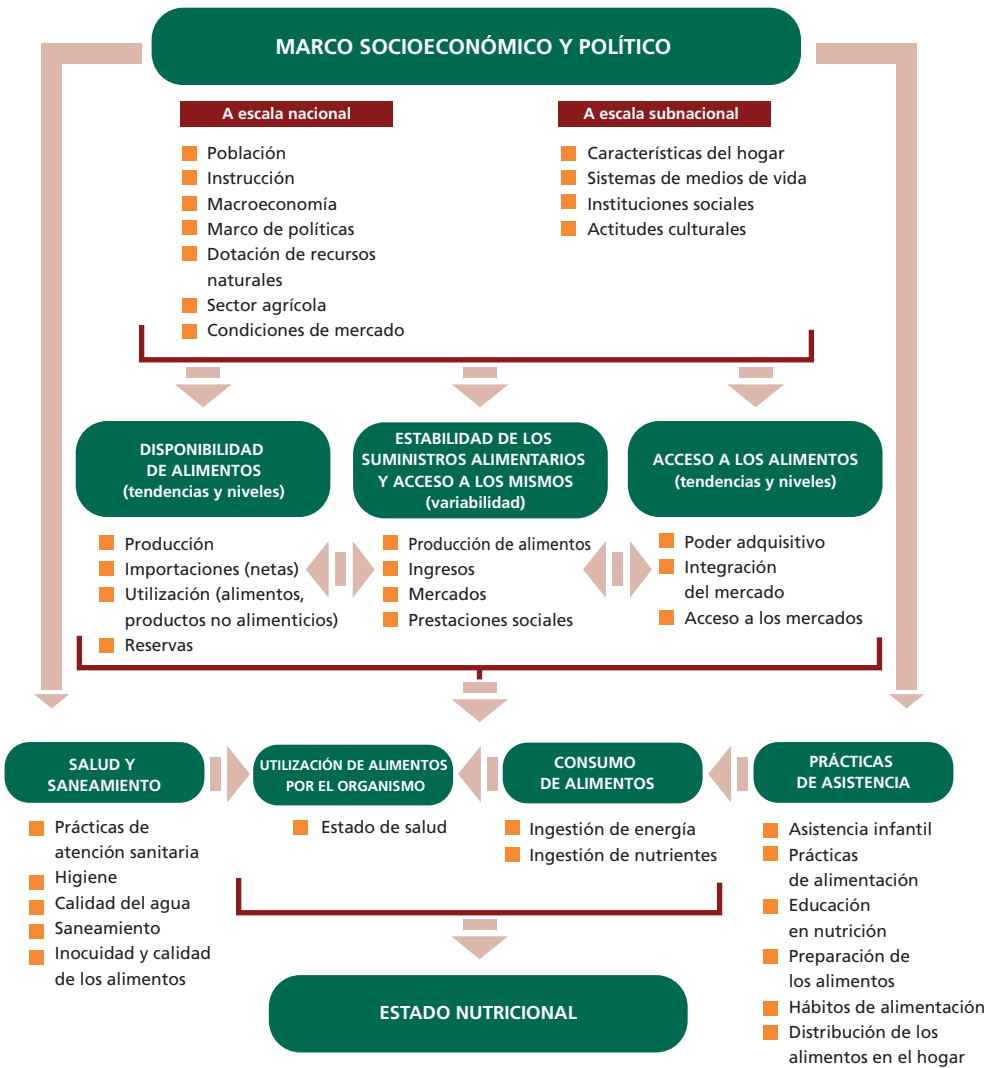 MARCO SOCIOECONÓMICO Y POLÍTICO
A escala nacional
Población
Instrucción
Macroeconomía
Marco de políticas
Dotación de recursos
naturales
Sector agrícola
Condiciones de mercado
A escala subnacional
Características del hogar
Sistemas de medios de vida
Instituciones sociales
Actitudes culturales
DISPONIBILIDAD
DE ALIMENTOS
(tendencias y niveles)
Producción
Importaciones (netas)
Utilización (alimentos,
productos no alimenticios)
Reservas
ESTABILIDAD DE LOS
SUMINISTROS ALIMENTARIOS
Y ACCESO A LOS MISMOS
(variabilidad)
Producción de alimentos
Ingresos
Mercados
Prestaciones sociales
ACCESO A LOS ALIMENTOS
(tendencias y niveles)
Poder adquisitivo
Integración
del mercado
Acceso a los mercados
SALUD Y
SANEAMIENTO
Prácticas de
atención sanitaria
Higiene
Calidad del agua
Saneamiento
Inocuidad y calidad
de los alimentos
UTILIZACIÓN DE ALIMENTOS
POR EL ORGANISMO
Estado de salud
CONSUMO
DE ALIMENTOS
Ingestión de energía
Ingestión de nutrientes
PRÁCTICAS
DE ASISTENCIA
Asistencia infantil
Prácticas
de alimentación
Educación
en nutrición
Preparación de
los alimentos
Hábitos de alimentación
Distribución de los
alimentos en el hogar
ESTADO NUTRICIONAL